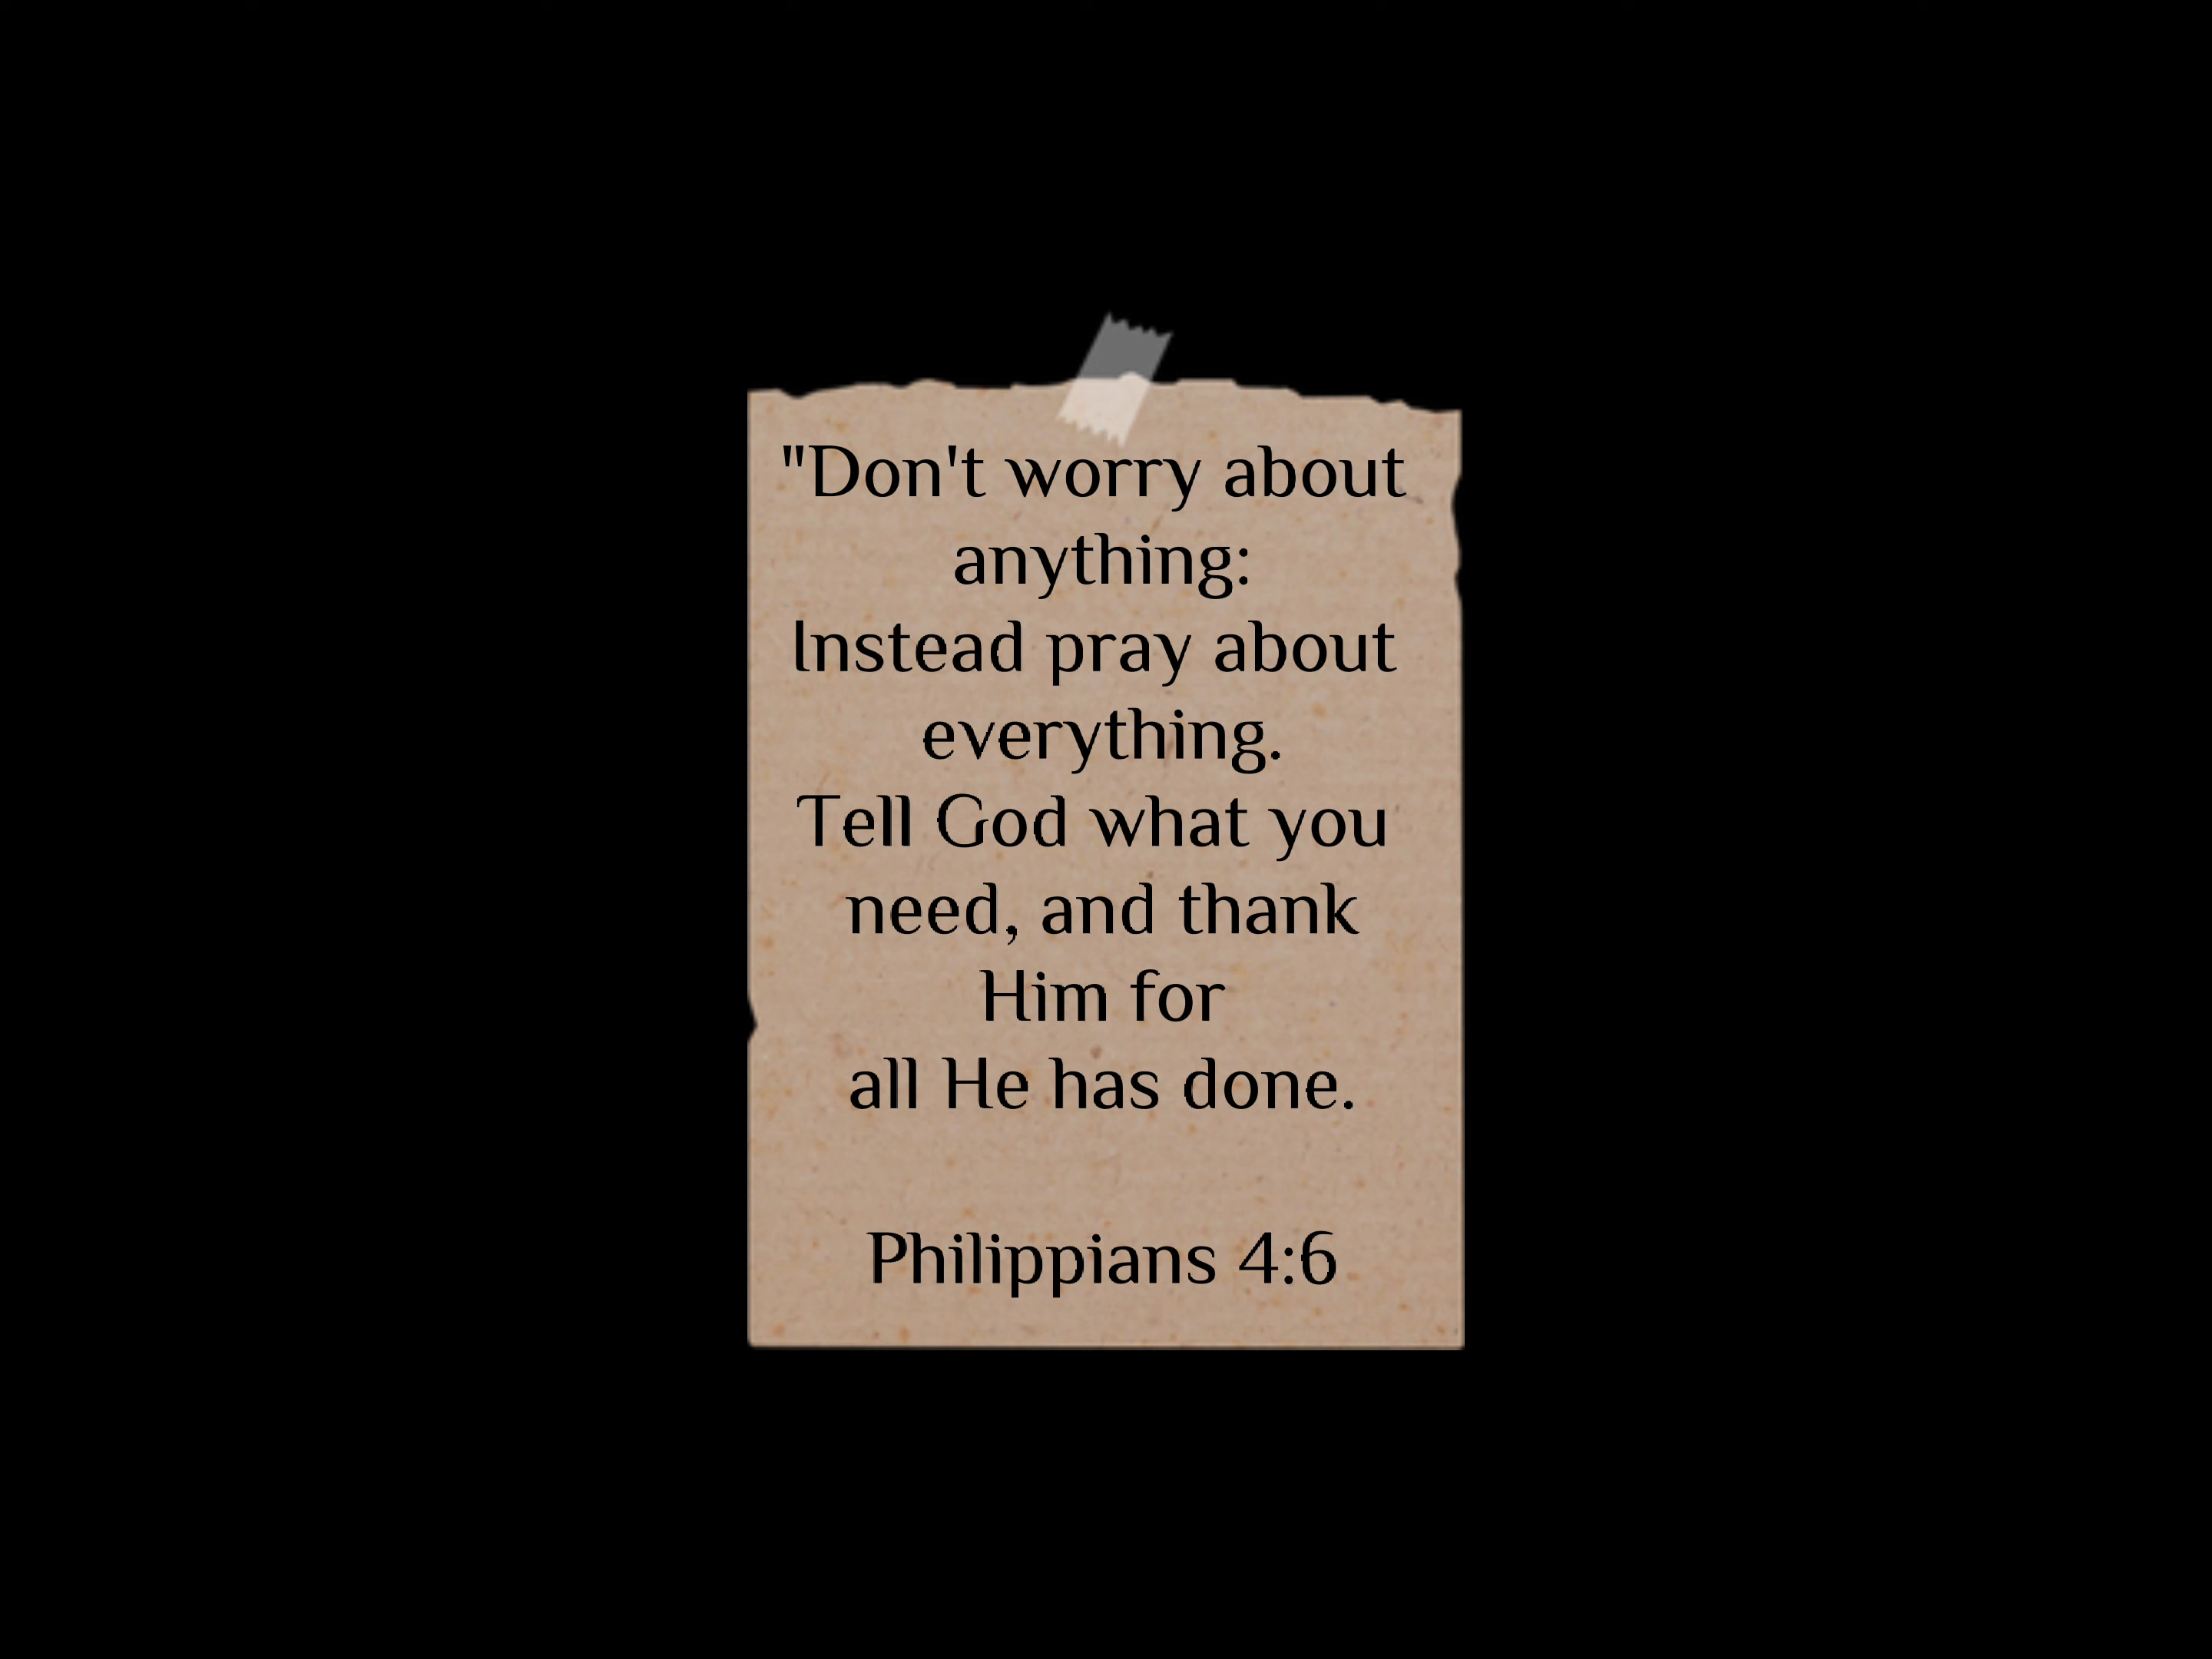 "Don't worry about
anything:
Instead pray about
everything.
Tell God what you
need, and thank
Him for
all He has done.
Philippians 4:6